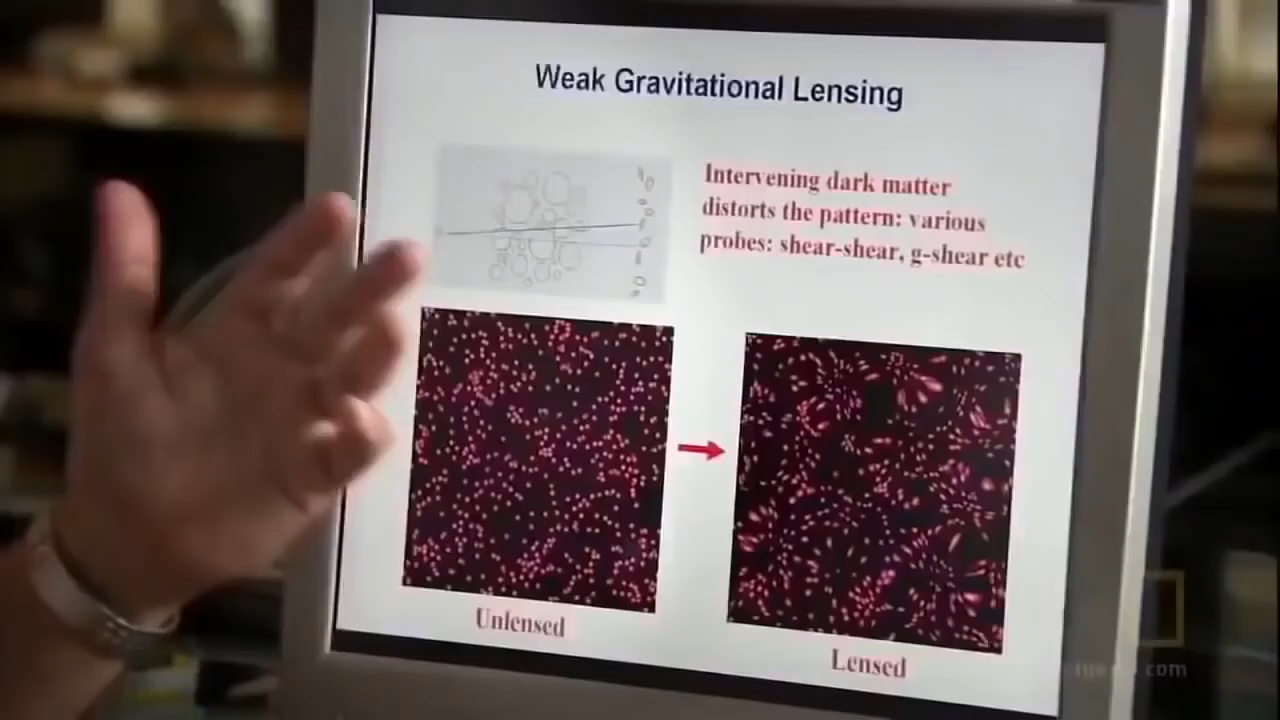 Weak Gravitational Lensing
Intervening dark matter
distorts the pattern: various
probes: shear-shear, g-shear etc
Unlensed
Lensed